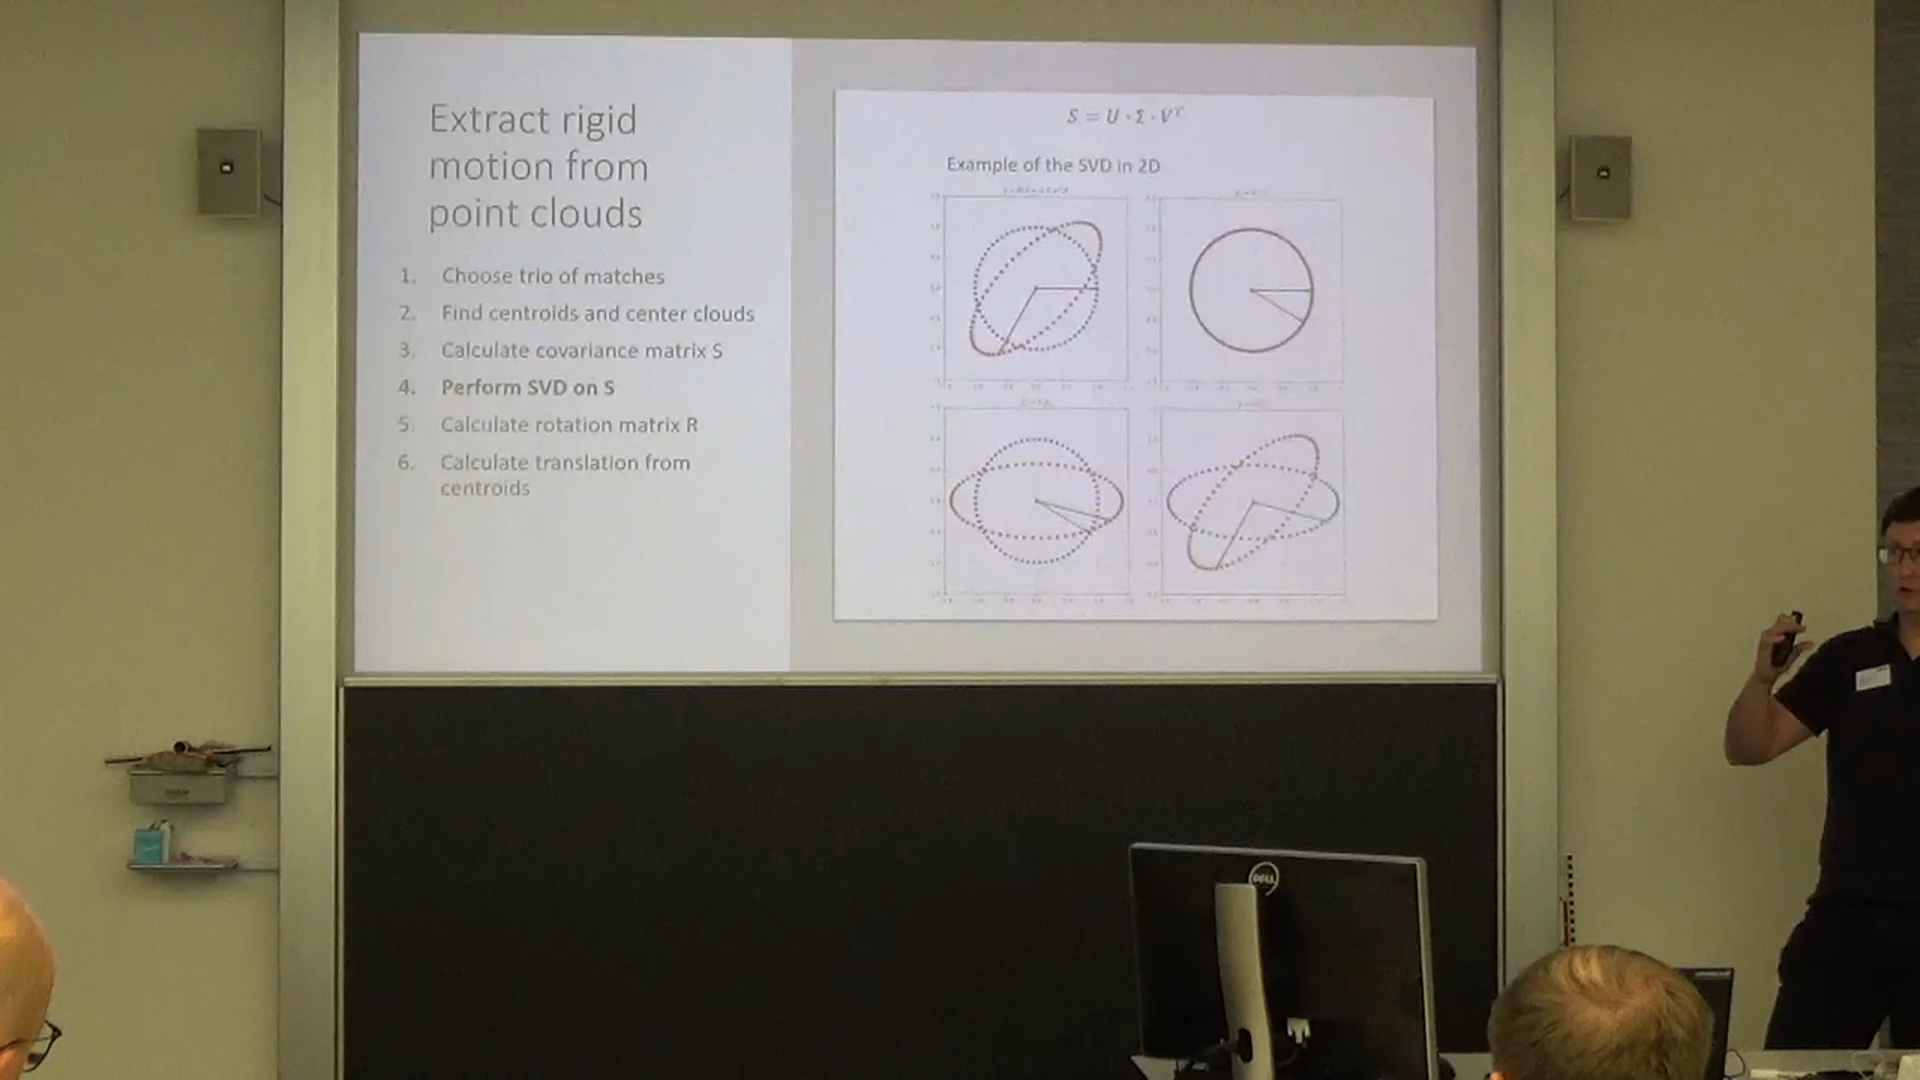 Extract rigid
motion from
point clouds
1. Choose trio of matches
2. Find centroids and center clouds
3. Calculate covariance matrix S
4. Perform SVD on S
5. Calculate rotation matrix R
6. Calculate translation from
centroids
S = U · Σ · Vᵀ
Example of the SVD in 2D
DELL